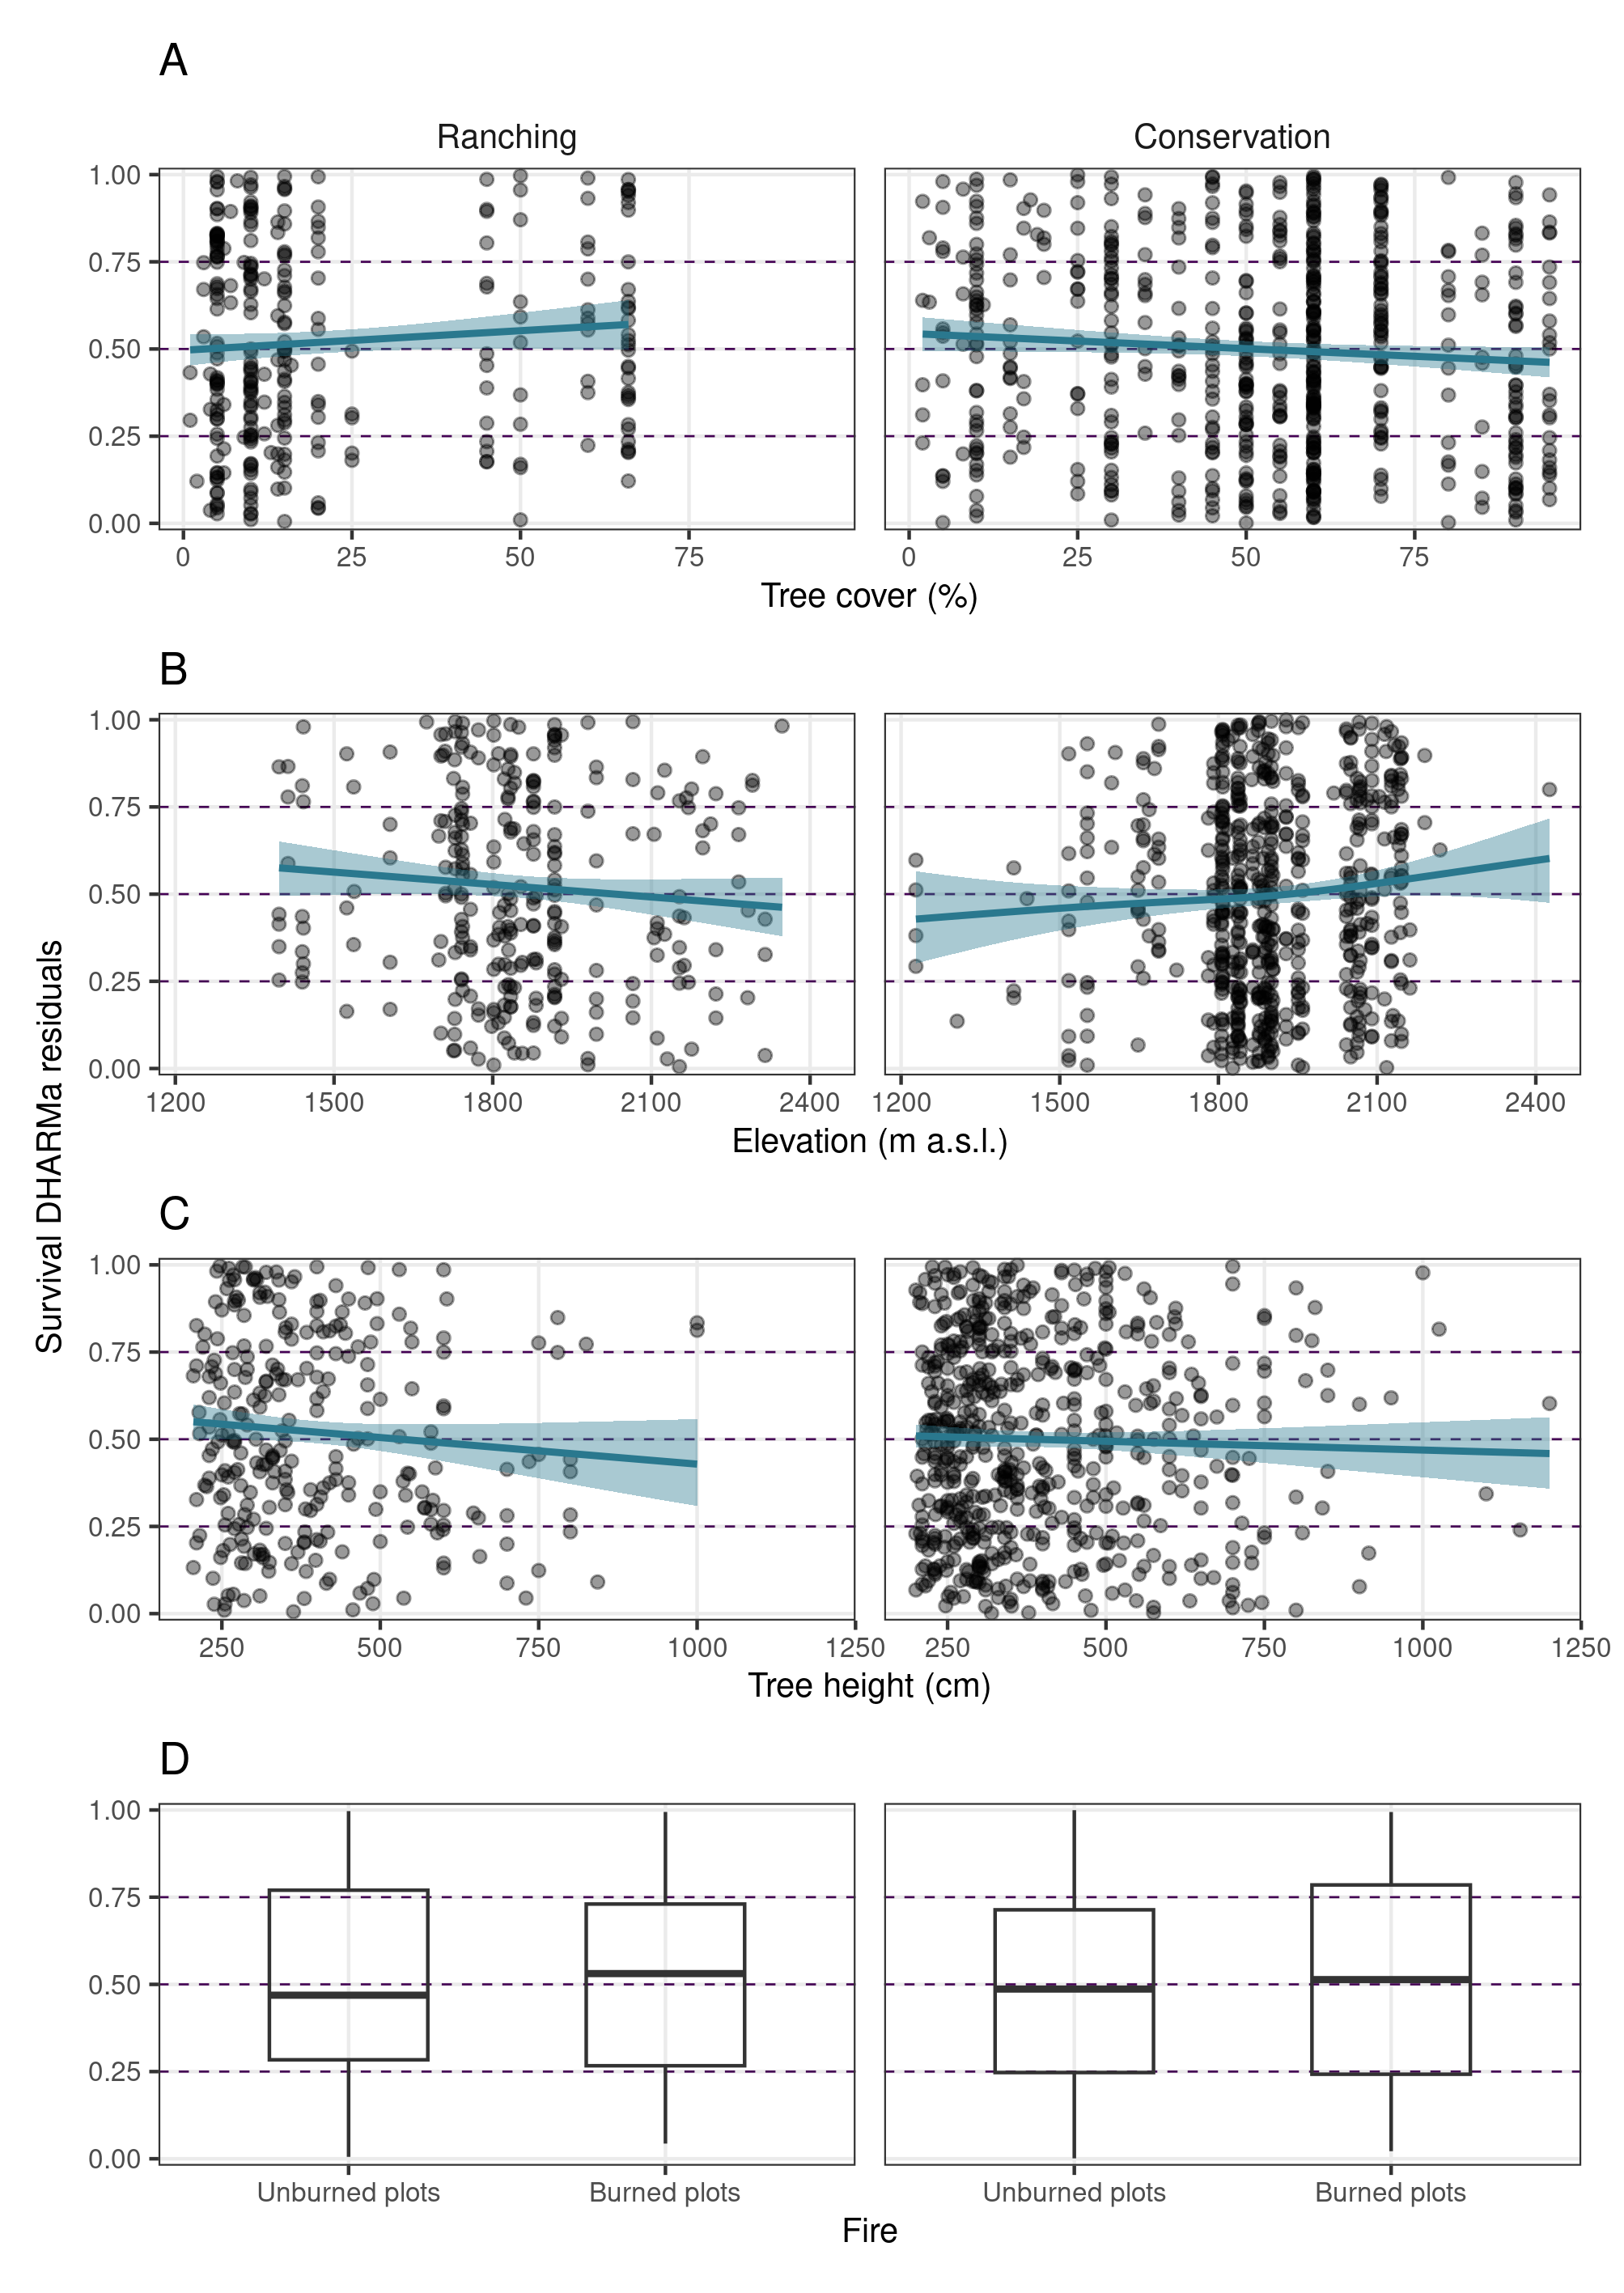 A
Ranching Conservation
1.00
0.75
0.50
0.25
0.00
0 25 50 75 0 25 50 75
Tree cover (%)
B
1.00
0.75
0.50
0.25
0.00
1200 1500 1800 2100 2400 1200 1500 1800 2100 2400
Elevation (m a.s.l.)
Survival DHARMa residuals
C
1.00
0.75
0.50
0.25
0.00
250 500 750 1000 1250 250 500 750 1000 1250
Tree height (cm)
D
1.00
0.75
0.50
0.25
0.00
Unburned plots Burned plots Unburned plots Burned plots
Fire